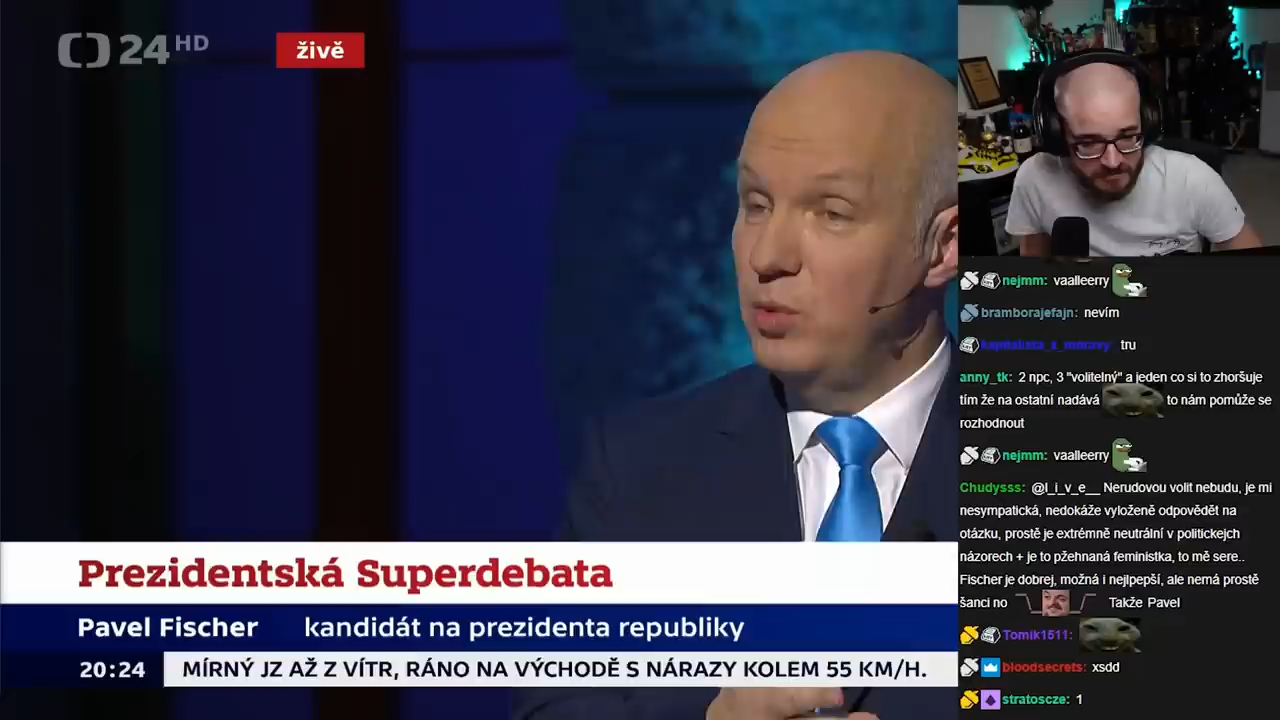 24 HD
živě
Prezidentská Superdebata
Pavel Fischer kandidát na prezidenta republiky
20:24 MÍRNÝ JZ AŽ Z VÍTR, RÁNO NA VÝCHODĚ S NÁRAZY KOLEM 55 KM/H.
nejmm: vaalleerry
bramborajefajn: nevím
kapitalista_z_moravy: tru
anny_tk: 2 npc, 3 "volitelný" a jeden co si to zhoršuje
tím že na ostatní nadává to nám pomůže se
rozhodnout
nejmm: vaalleerry
Chudysss: @l_i_v_e__ Nerudovou volit nebudu, je mi
nesympatická, nedokáže vyloženě odpovědět na
otázku, prostě je extrémně neutrální v politickejch
názorech + je to pžehnaná feministka, to mě sere..
Fischer je dobrej, možná i nejlpepší, ale nemá prostě
šanci no Takže Pavel
Tomik1511:
bloodsecrets: xsdd
stratoscze: 1